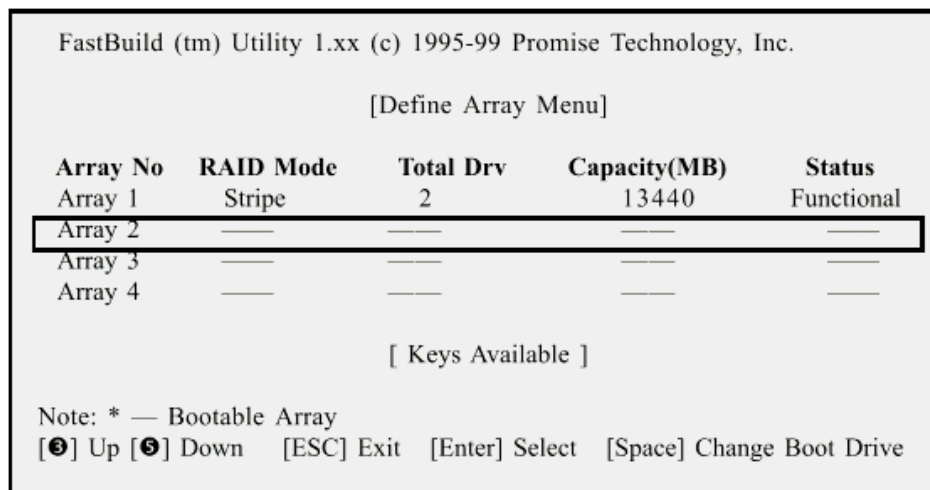 FastBuild (tm) Utility 1.xx (c) 1995-99 Promise Technology, Inc.
[Define Array Menu]
Array No RAID Mode Total Drv Capacity(MB) Status
Array 1 Stripe 2 13440 Functional
Array 2 —— —— —— ——
Array 3 —— —— —— ——
Array 4 —— —— —— ——
[ Keys Available ]
Note: * — Bootable Array
[❸] Up [❺] Down [ESC] Exit [Enter] Select [Space] Change Boot Drive